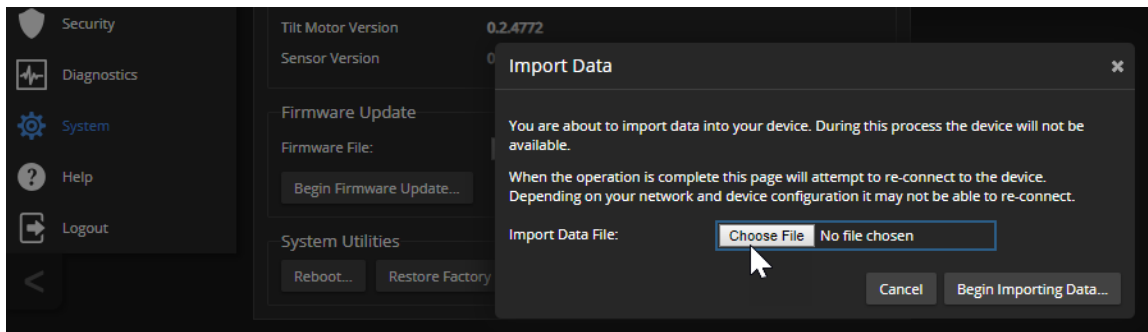 Security
Diagnostics
System
Help
Logout
Tilt Motor Version 0.2.4772
Sensor Version 0
Firmware Update
Firmware File:
Begin Firmware Update...
System Utilities
Reboot... Restore Factory
Import Data
You are about to import data into your device. During this process the device will not be
available.
When the operation is complete this page will attempt to re-connect to the device.
Depending on your network and device configuration it may not be able to re-connect.
Import Data File: Choose File No file chosen
Cancel Begin Importing Data...